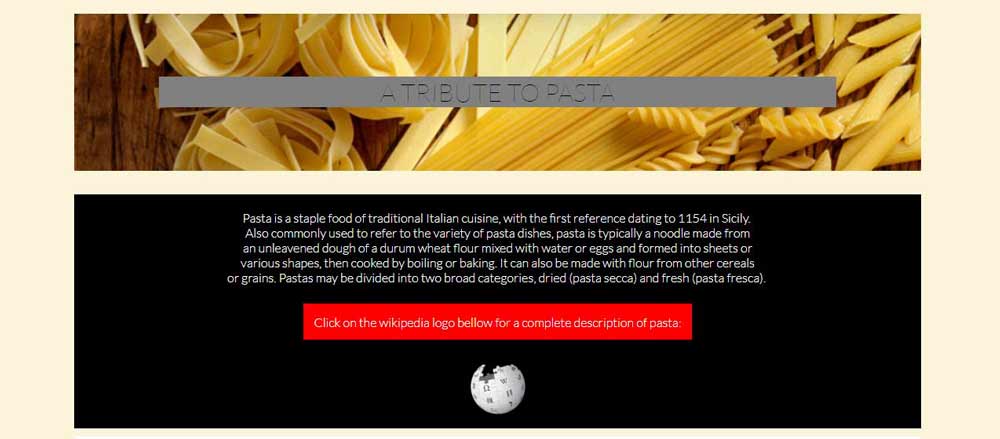 A TRIBUTE TO PASTA
Pasta is a staple food of traditional Italian cuisine, with the first reference dating to 1154 in Sicily.
Also commonly used to refer to the variety of pasta dishes, pasta is typically a noodle made from
an unleavened dough of a durum wheat flour mixed with water or eggs and formed into sheets or
various shapes, then cooked by boiling or baking. It can also be made with flour from other cereals
or grains. Pastas may be divided into two broad categories, dried (pasta secca) and fresh (pasta fresca).
Click on the wikipedia logo bellow for a complete description of pasta:
Ω W
И